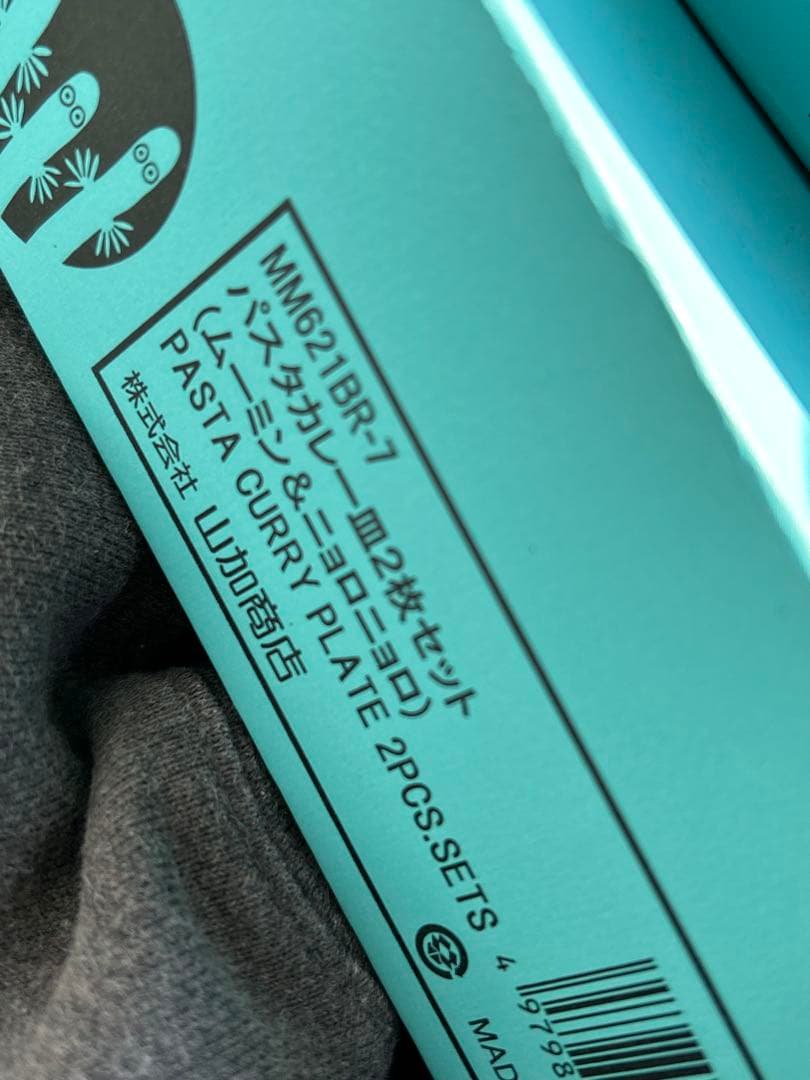 MM621BR-7
パスタカレー皿2枚セット
(ムーミン&ニョロニョロ)
PASTA CURRY PLATE 2PCS.SETS
株式会社 山加商店
4 9798
MAD